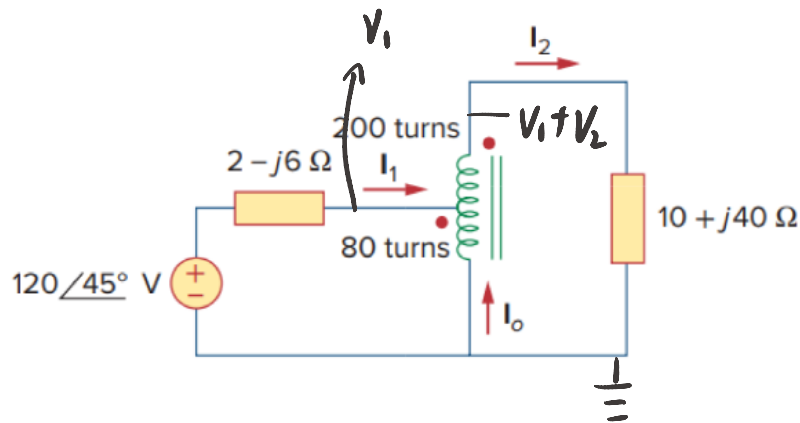 V₁
I₂
200 turns
V₁+V₂
2 – j6 Ω
I₁
10 + j40 Ω
80 turns
120/45° V
+
–
Iₒ